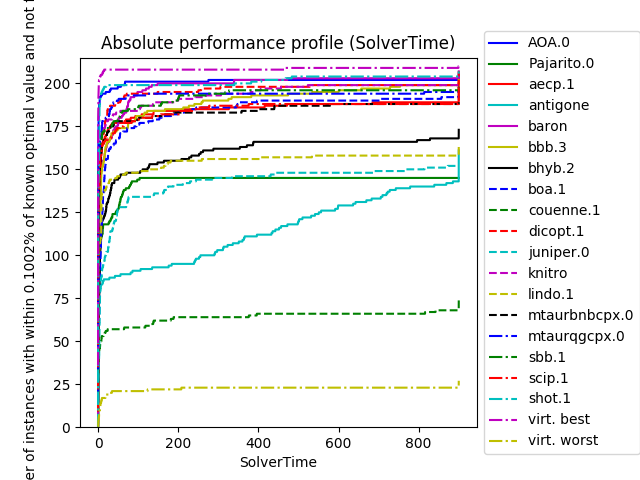 Absolute performance profile (SolverTime)
er of instances with within 0.1002% of known optimal value and not
200
175
150
125
100
75
50
25
0
0 200 400 600 800
SolverTime
AOA.0
Pajarito.0
aecp.1
antigone
baron
bbb.3
bhyb.2
boa.1
couenne.1
dicopt.1
juniper.0
knitro
lindo.1
mtaurbnbcpx.0
mtaurqgcpx.0
sbb.1
scip.1
shot.1
virt. best
virt. worst